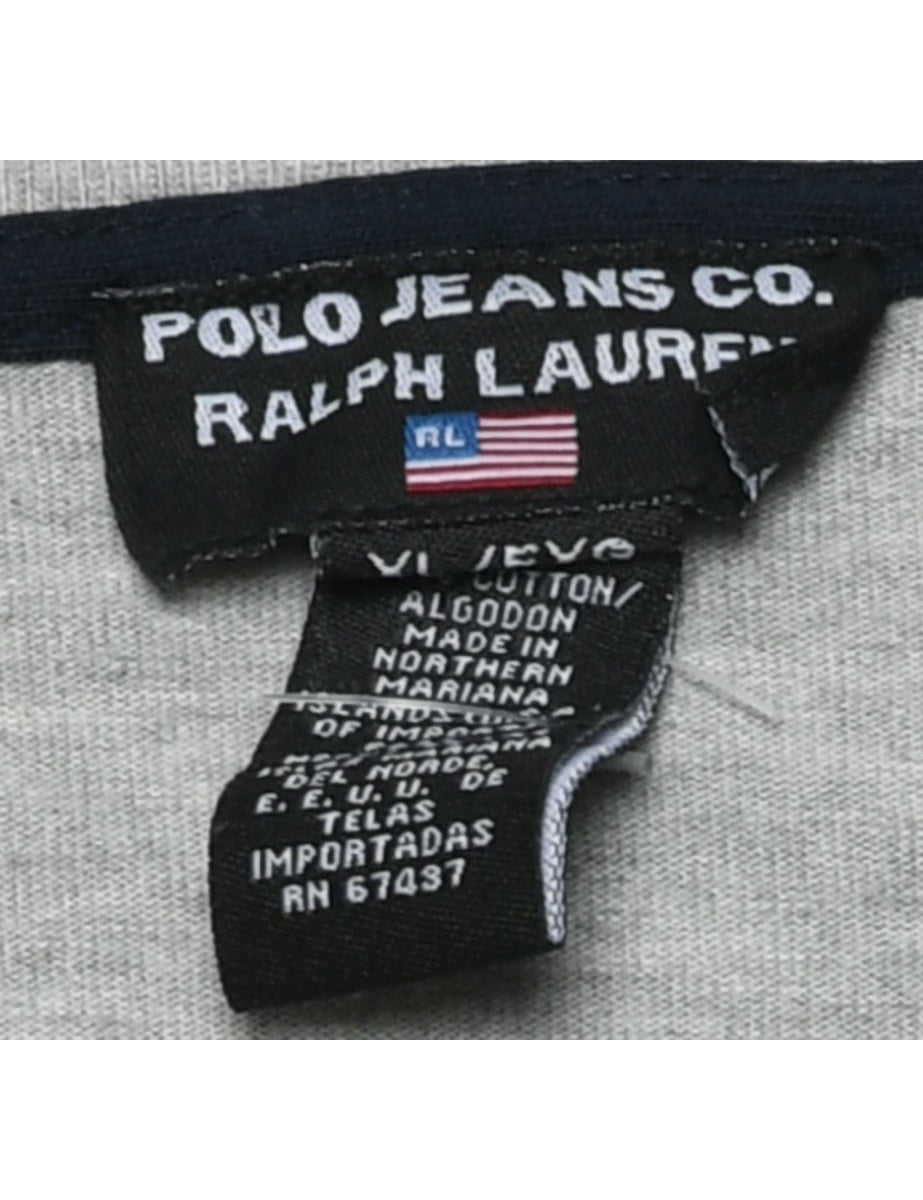 POLO JEANS CO.
RALPH LAUREN
RL
COTTON/
ALGODON
MADE IN
NORTHERN
MARIANA
ISLANDS
OF
DEL NORDE,
E. E. U. U. DE
TELAS
IMPORTADAS
RN 67437